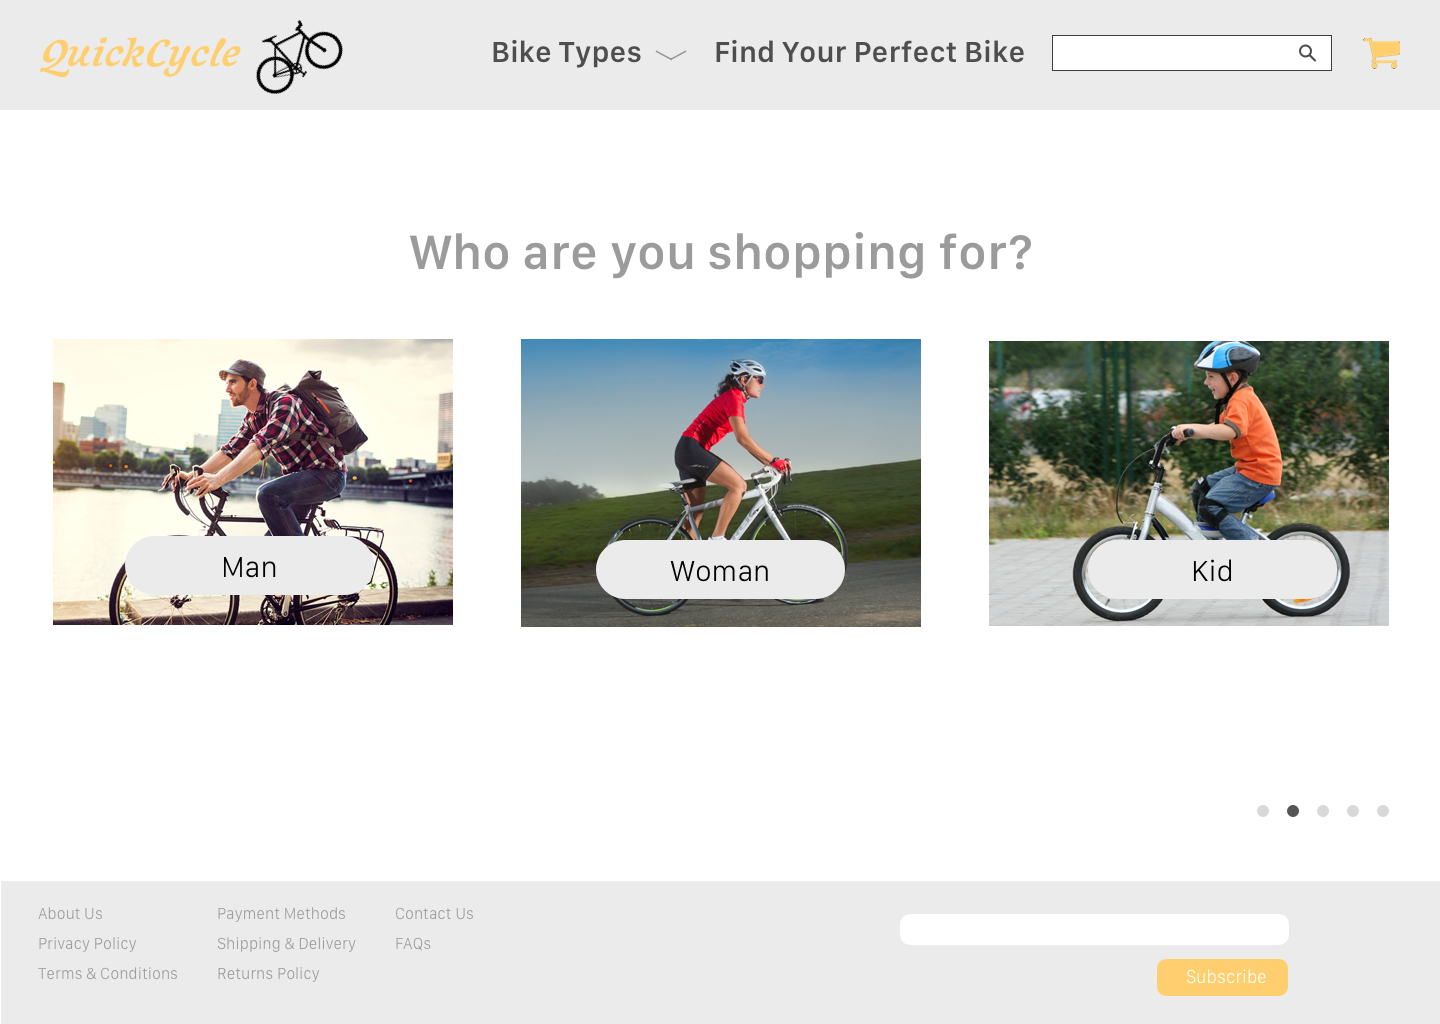 QuickCycle
Bike Types
Find Your Perfect Bike
Who are you shopping for?
Man
Woman
Kid
About Us
Privacy Policy
Terms & Conditions
Payment Methods
Shipping & Delivery
Returns Policy
Contact Us
FAQs
Subscribe